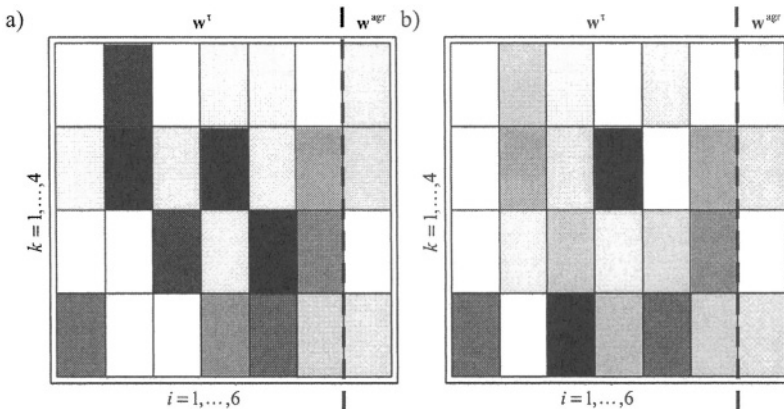 a) w^τ w^agr
k = 1,…,4
i = 1,…,6
b) w^τ w^agr
k = 1,…,4
i = 1,…,6